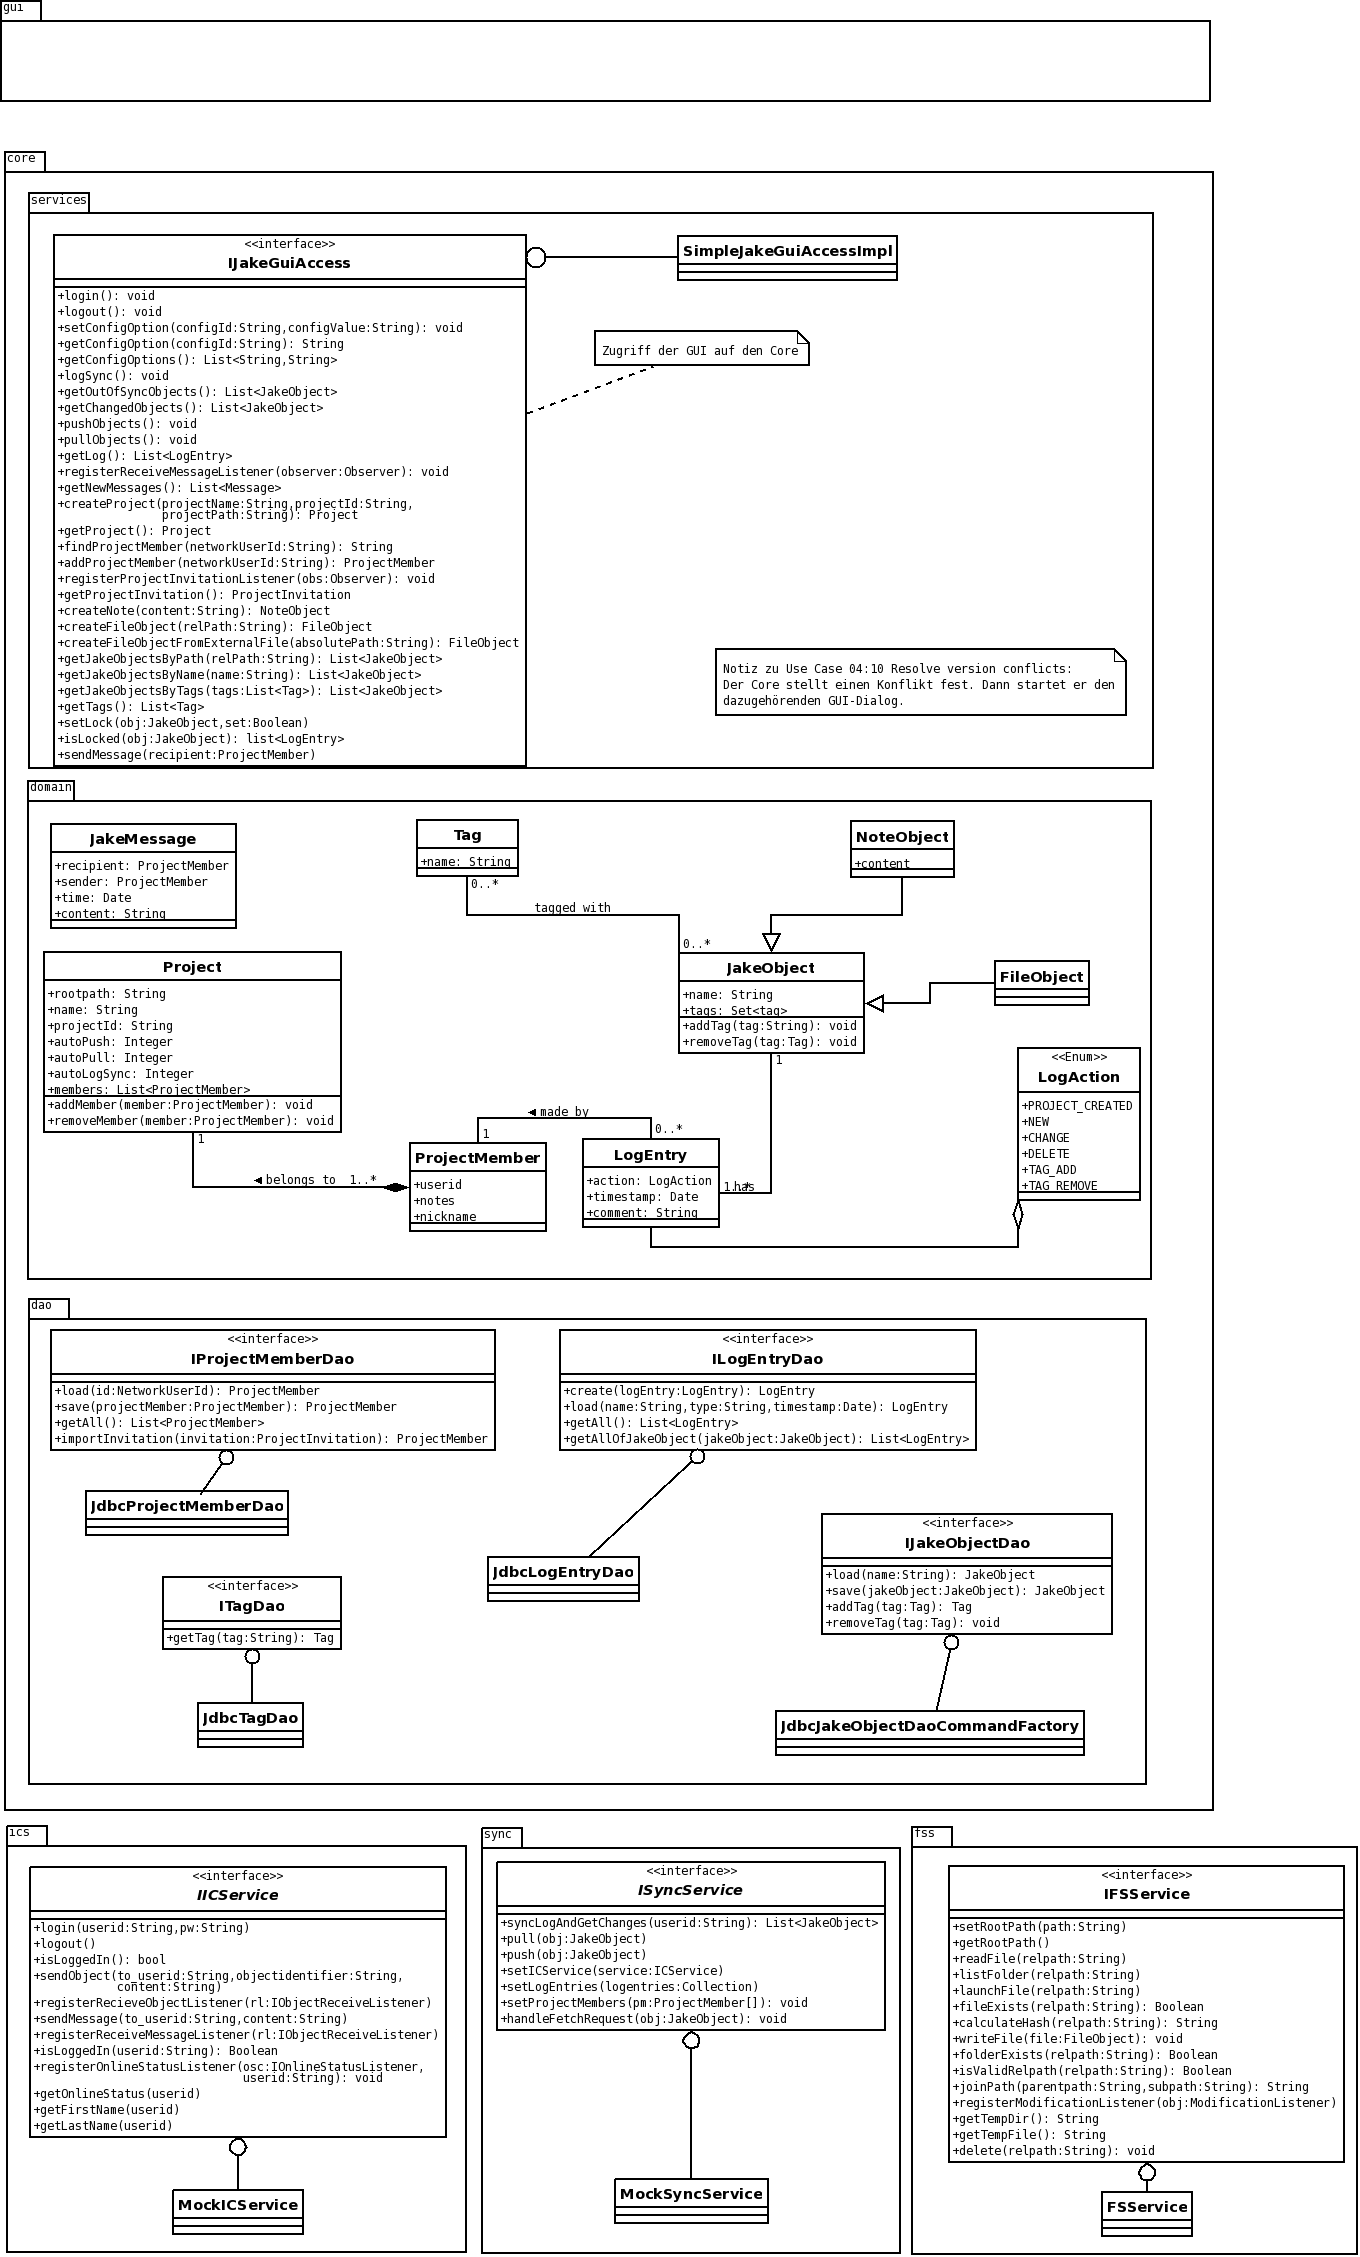 gui
core
services
<<interface>>
IJakeGuiAccess
+login(): void
+logout(): void
+setConfigOption(configId:String,configValue:String): void
+getConfigOption(configId:String): String
+getConfigOptions(): List<String,String>
+logSync(): void
+getOutOfSyncObjects(): List<JakeObject>
+getChangedObjects(): List<JakeObject>
+pushObjects(): void
+pullObjects(): void
+getLog(): List<LogEntry>
+registerReceiveMessageListener(observer:Observer): void
+getNewMessages(): List<Message>
+createProject(projectName:String,projectId:String,
projectPath:String): Project
+getProject(): Project
+findProjectMember(networkUserId:String): String
+addProjectMember(networkUserId:String): ProjectMember
+registerProjectInvitationListener(obs:Observer): void
+getProjectInvitation(): ProjectInvitation
+createNote(content:String): NoteObject
+createFileObject(relPath:String): FileObject
+createFileObjectFromExternalFile(absolutePath:String): FileObject
+getJakeObjectsByPath(relPath:String): List<JakeObject>
+getJakeObjectsByName(name:String): List<JakeObject>
+getJakeObjectsByTags(tags:List<Tag>): List<JakeObject>
+getTags(): List<Tag>
+setLock(obj:JakeObject,set:Boolean)
+isLocked(obj:JakeObject): list<LogEntry>
+sendMessage(recipient:ProjectMember)
SimpleJakeGuiAccessImpl
Zugriff der GUI auf den Core
Notiz zu Use Case 04:10 Resolve version conflicts:
Der Core stellt einen Konflikt fest. Dann startet er den
dazugehörenden GUI-Dialog.
domain
JakeMessage
+recipient: ProjectMember
+sender: ProjectMember
+time: Date
+content: String
Tag
+name: String
0..*
tagged with
0..*
NoteObject
+content
JakeObject
+name: String
+tags: Set<tag>
+addTag(tag:String): void
+removeTag(tag:Tag): void
1
FileObject
Project
+rootpath: String
+name: String
+projectId: String
+autoPush: Integer
+autoPull: Integer
+autoLogSync: Integer
+members: List<ProjectMember>
+addMember(member:ProjectMember): void
+removeMember(member:ProjectMember): void
1
◄ belongs to 1..*
◄ made by
1
0..*
ProjectMember
+userid
+notes
+nickname
LogEntry
+action: LogAction
+timestamp: Date
+comment: String
1..*
has
<<Enum>>
LogAction
+PROJECT_CREATED
+NEW
+CHANGE
+DELETE
+TAG_ADD
+TAG_REMOVE
dao
<<interface>>
IProjectMemberDao
+load(id:NetworkUserId): ProjectMember
+save(projectMember:ProjectMember): ProjectMember
+getAll(): List<ProjectMember>
+importInvitation(invitation:ProjectInvitation): ProjectMember
JdbcProjectMemberDao
<<interface>>
ILogEntryDao
+create(logEntry:LogEntry): LogEntry
+load(name:String,type:String,timestamp:Date): LogEntry
+getAll(): List<LogEntry>
+getAllOfJakeObject(jakeObject:JakeObject): List<LogEntry>
JdbcLogEntryDao
<<interface>>
IJakeObjectDao
+load(name:String): JakeObject
+save(jakeObject:JakeObject): JakeObject
+addTag(tag:Tag): Tag
+removeTag(tag:Tag): void
JdbcJakeObjectDaoCommandFactory
<<interface>>
ITagDao
+getTag(tag:String): Tag
JdbcTagDao
ics
<<interface>>
IICService
+login(userid:String,pw:String)
+logout()
+isLoggedIn(): bool
+sendObject(to_userid:String,objectidentifier:String,
content:String)
+registerRecieveObjectListener(rl:IObjectReceiveListener)
+sendMessage(to_userid:String,content:String)
+registerReceiveMessageListener(rl:IObjectReceiveListener)
+isLoggedIn(userid:String): Boolean
+registerOnlineStatusListener(osc:IOnlineStatusListener,
userid:String): void
+getOnlineStatus(userid)
+getFirstName(userid)
+getLastName(userid)
MockICService
sync
<<interface>>
ISyncService
+syncLogAndGetChanges(userid:String): List<JakeObject>
+pull(obj:JakeObject)
+push(obj:JakeObject)
+setICService(service:ICService)
+setLogEntries(logentries:Collection)
+setProjectMembers(pm:ProjectMember[]): void
+handleFetchRequest(obj:JakeObject): void
MockSyncService
fss
<<interface>>
IFSService
+setRootPath(path:String)
+getRootPath()
+readFile(relpath:String)
+listFolder(relpath:String)
+launchFile(relpath:String)
+fileExists(relpath:String): Boolean
+calculateHash(relpath:String): String
+writeFile(file:FileObject): void
+folderExists(relpath:String): Boolean
+isValidRelpath(relpath:String): Boolean
+joinPath(parentpath:String,subpath:String): String
+registerModificationListener(obj:ModificationListener)
+getTempDir(): String
+getTempFile(): String
+delete(relpath:String): void
FSService